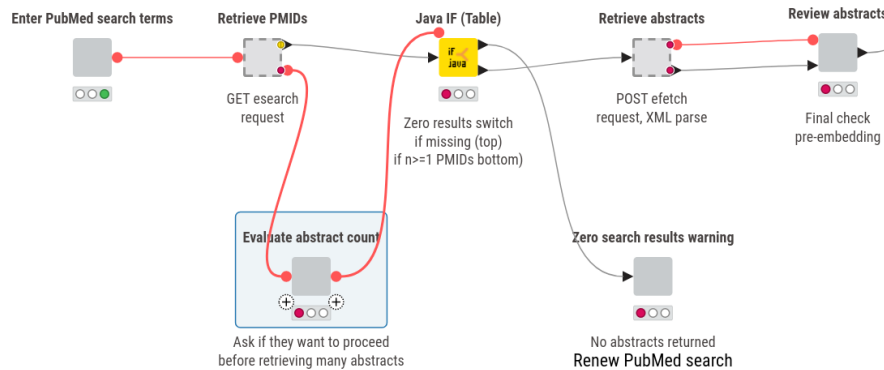 Enter PubMed search terms
Retrieve PMIDs
Java IF (Table)
Retrieve abstracts
Review abstracts
iF
java
GET esearch
request
Zero results switch
if missing (top)
if n>=1 PMIDs bottom)
POST efetch
request, XML parse
Final check
pre-embedding
Evaluate abstract count
Zero search results warning
Ask if they want to proceed
before retrieving many abstracts
No abstracts returned
Renew PubMed search